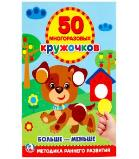 50
МНОГОРАЗОВЫХ
кружочков
БОЛЬШЕ — МЕНЬШЕ
МЕТОДИКА РАННЕГО РАЗВИТИЯ